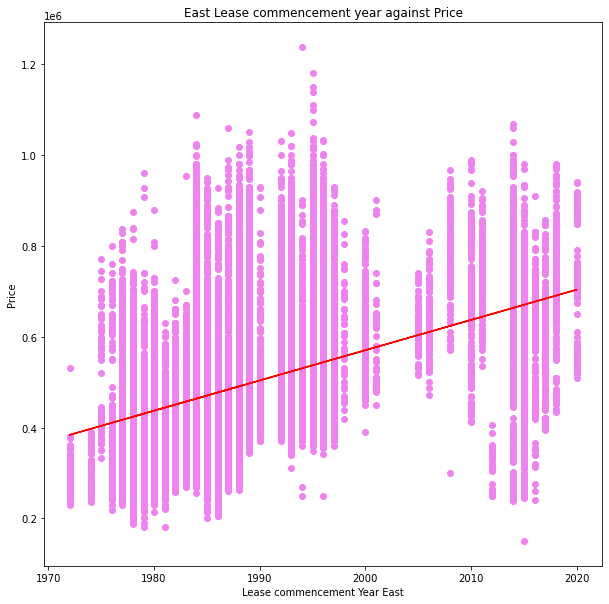 East Lease commencement year against Price
1e6
1.2
1.0
0.8
0.6
0.4
0.2
Price
1970 1980 1990 2000 2010 2020
Lease commencement Year East